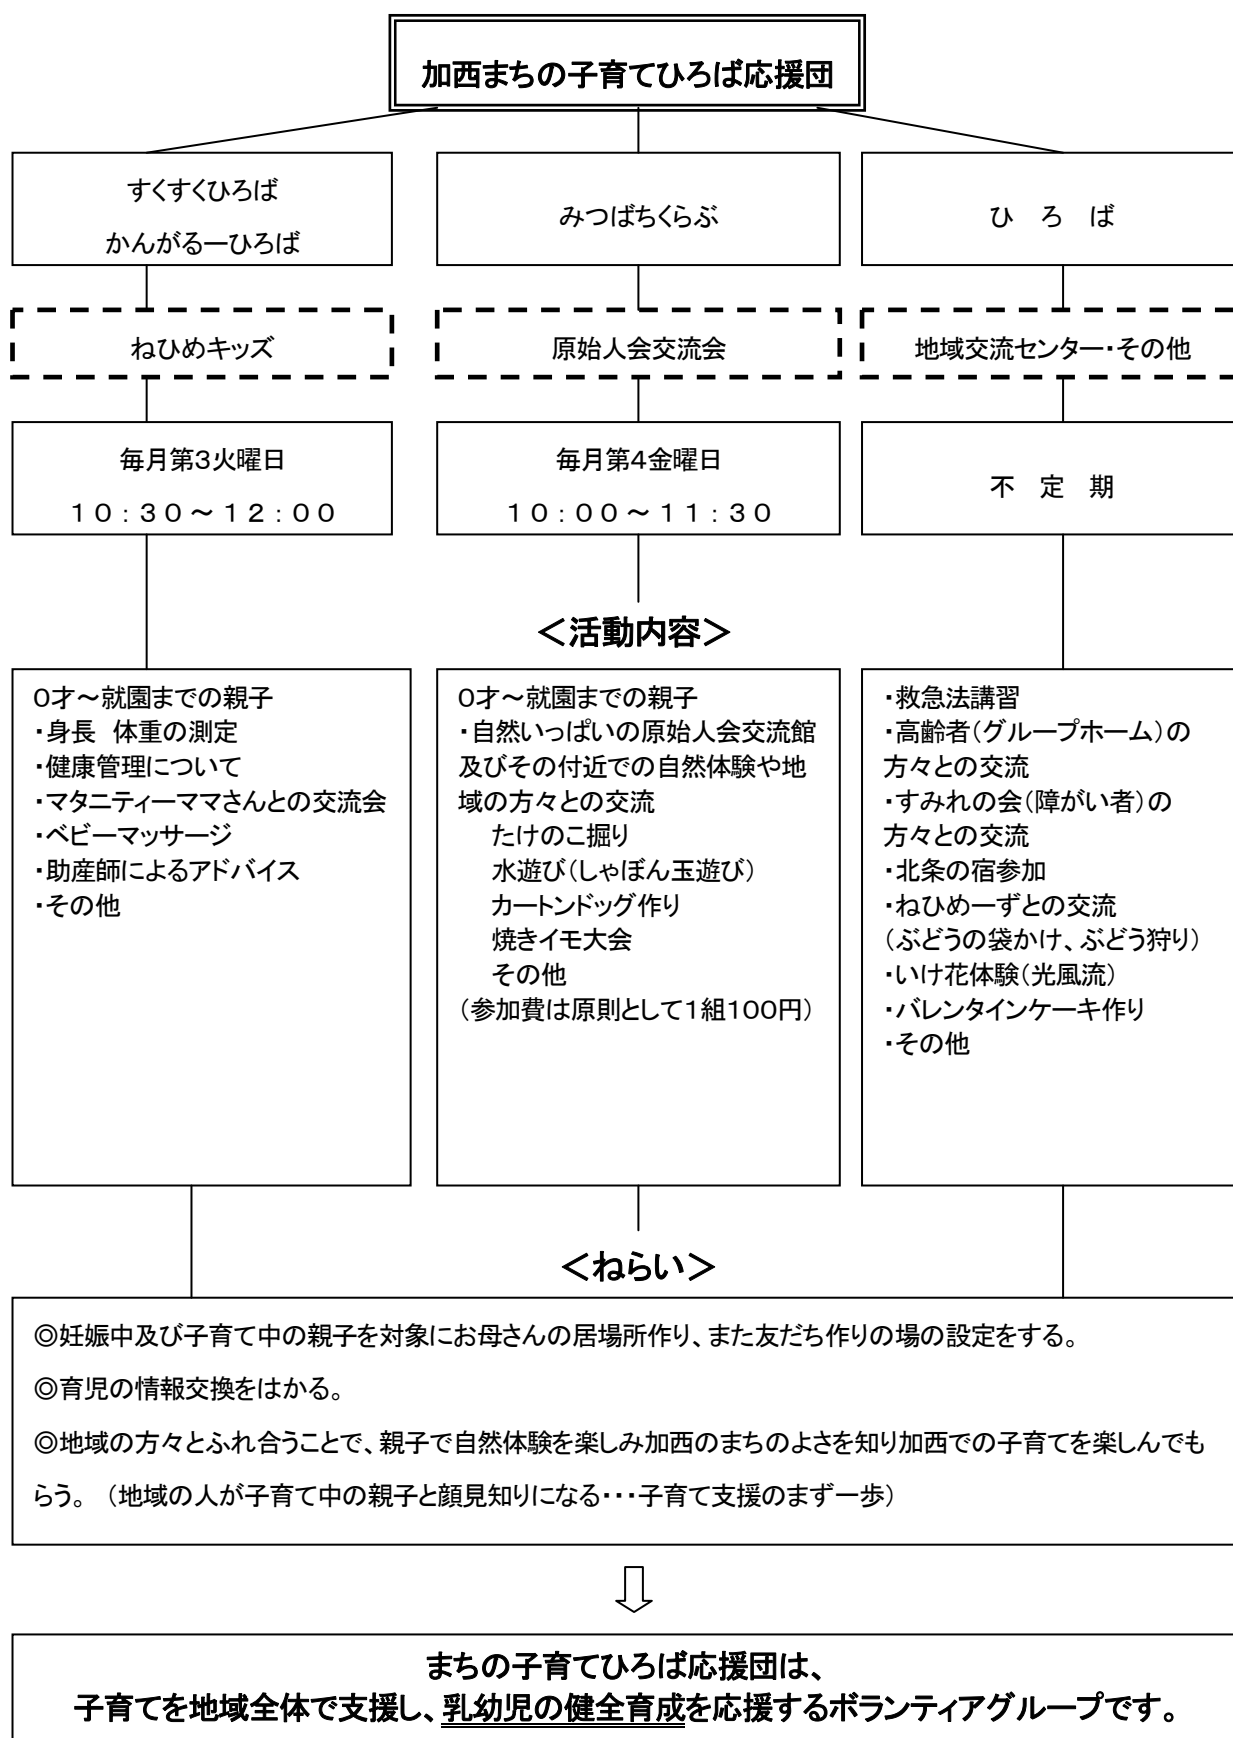 加西まちの子育てひろば応援団
すくすくひろば
かんがるーひろば
みつばちくらぶ
ひ　ろ　ば
ねひめキッズ
原始人会交流会
地域交流センター・その他
毎月第3火曜日
１０：３０～１２：００
毎月第4金曜日
１０：００～１１：３０
不　定　期
＜活動内容＞
0才～就園までの親子
・身長　体重の測定
・健康管理について
・マタニティーママさんとの交流会
・ベビーマッサージ
・助産師によるアドバイス
・その他
0才～就園までの親子
・自然いっぱいの原始人会交流館
及びその付近での自然体験や地
域の方々との交流
たけのこ掘り
水遊び（しゃぼん玉遊び）
カートンドッグ作り
焼きイモ大会
その他
（参加費は原則として1組100円）
・救急法講習
・高齢者（グループホーム）の
方々との交流
・すみれの会（障がい者）の
方々との交流
・北条の宿参加
・ねひめーずとの交流
（ぶどうの袋かけ、ぶどう狩り）
・いけ花体験（光風流）
・バレンタインケーキ作り
・その他
＜ねらい＞
◎妊娠中及び子育て中の親子を対象にお母さんの居場所作り、また友だち作りの場の設定をする。
◎育児の情報交換をはかる。
◎地域の方々とふれ合うことで、親子で自然体験を楽しみ加西のまちのよさを知り加西での子育てを楽しんでも
らう。（地域の人が子育て中の親子と顔見知りになる・・・子育て支援のまず一歩）
まちの子育てひろば応援団は、
子育てを地域全体で支援し、乳幼児の健全育成を応援するボランティアグループです。